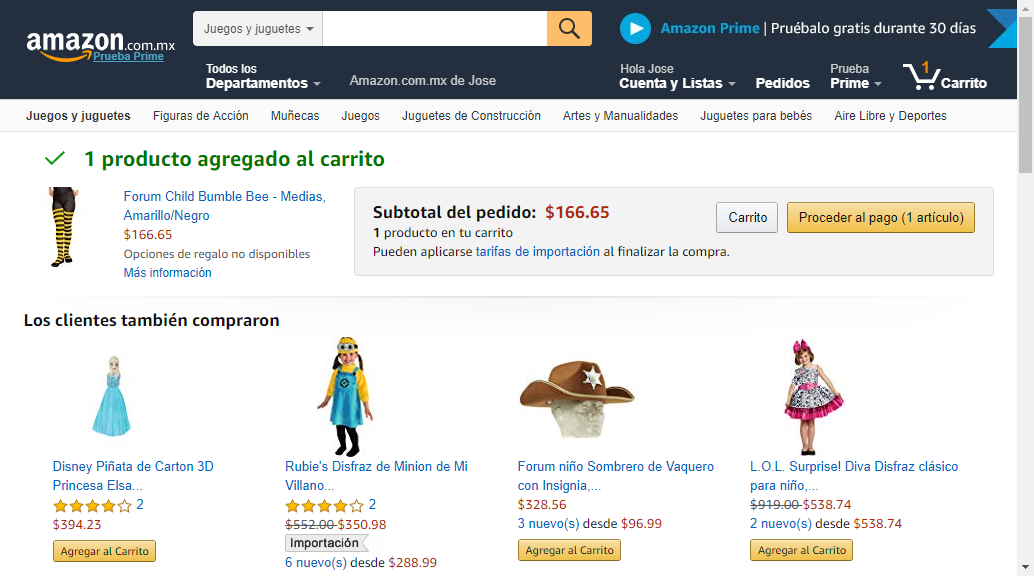 amazon.com.mx
Prueba Prime
Juegos y juguetes
Amazon Prime | Pruébalo gratis durante 30 días
Todos los
Departamentos
Amazon.com.mx de Jose
Hola Jose
Cuenta y Listas
Pedidos
Prueba
Prime
1
Carrito
Juegos y juguetes Figuras de Acción Muñecas Juegos Juguetes de Construcción Artes y Manualidades Juguetes para bebés Aire Libre y Deportes
1 producto agregado al carrito
Forum Child Bumble Bee - Medias,
Amarillo/Negro
$166.65
Opciones de regalo no disponibles
Más información
Subtotal del pedido: $166.65
1 producto en tu carrito
Pueden aplicarse tarifas de importación al finalizar la compra.
Carrito
Proceder al pago (1 artículo)
Los clientes también compraron
Disney Piñata de Carton 3D
Princesa Elsa...
2
$394.23
Agregar al Carrito
Rubie's Disfraz de Minion de Mi
Villano...
2
$552.00 $350.98
Importación
6 nuevo(s) desde $288.99
Forum niño Sombrero de Vaquero
con Insignia,...
$328.56
3 nuevo(s) desde $96.99
Agregar al Carrito
L.O.L. Surprise! Diva Disfraz clásico
para niño,...
$919.00 $538.74
2 nuevo(s) desde $538.74
Agregar al Carrito